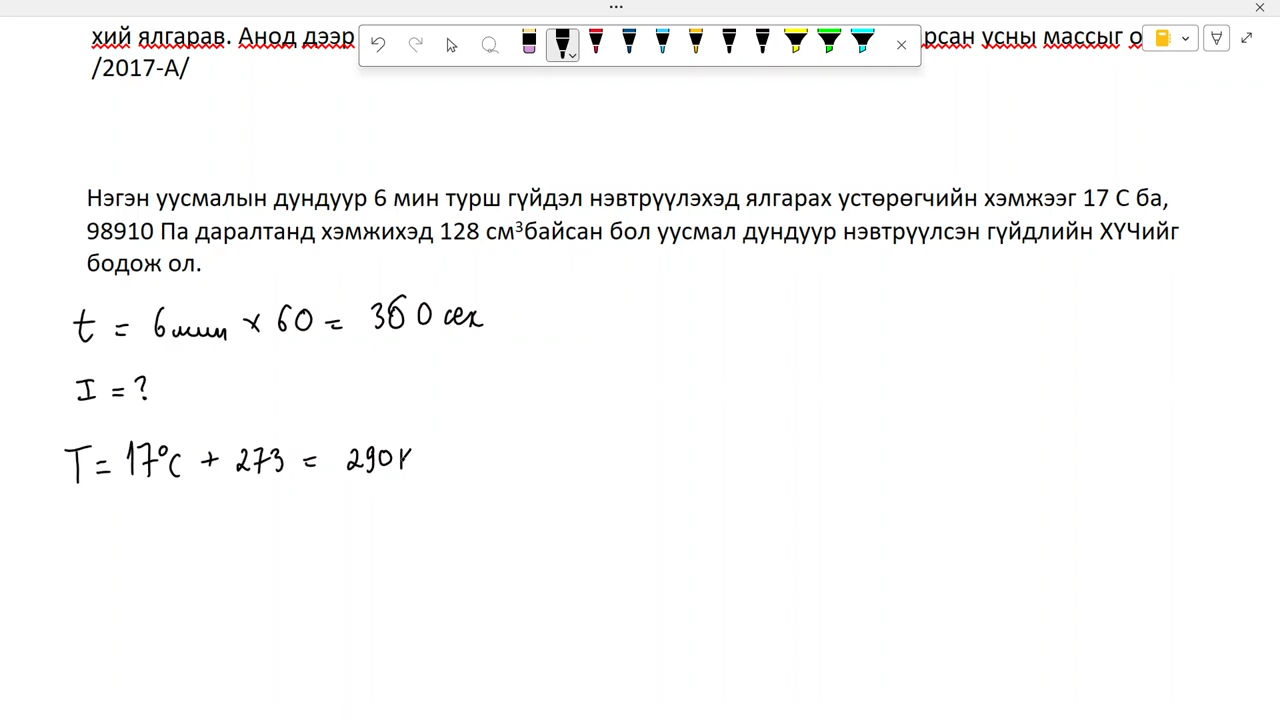 хий ялгарав. Анод дээр
рсан усны массыг о
/2017-А/
Нэгэн уусмалын дундуур 6 мин турш гүйдэл нэвтрүүлэхэд ялгарах устөрөгчийн хэмжээг 17 С ба,
98910 Па даралтанд хэмжихэд 128 см³байсан бол уусмал дундуур нэвтрүүлсэн гүйдлийн ХҮЧийг
бодож ол.
t = 6 мин × 60 = 360 сек
I = ?
T = 17°C + 273 = 290K